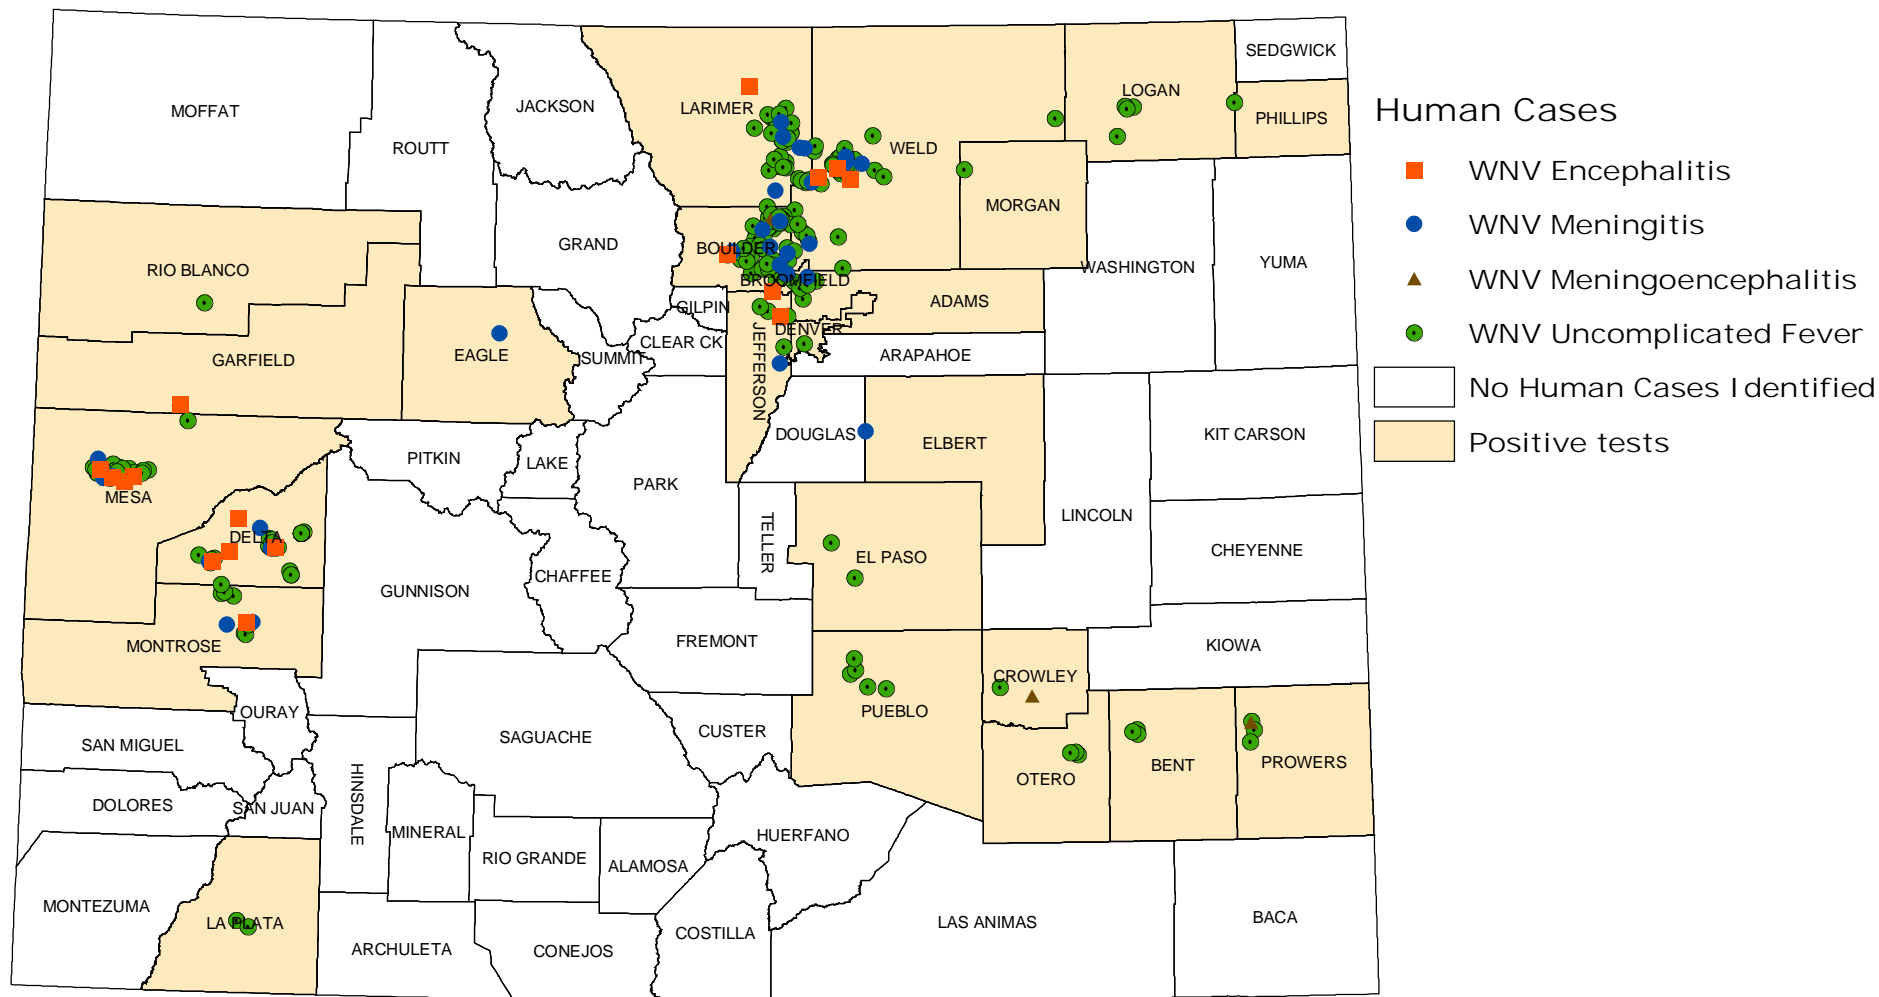 SEDGWICK
LOGAN
JACKSON
MOFFAT
LARIMER
PHILLIPS
ROUTT
WELD
MORGAN
GRAND
BOULDER
RIO BLANCO
WASHINGTON
YUMA
BROOMFIELD
GILPIN
ADAMS
DENVER
CLEAR CK
EAGLE
SUMMIT
ARAPAHOE
GARFIELD
JEFFERSON
DOUGLAS
ELBERT
KIT CARSON
PITKIN
LAKE
PARK
MESA
LINCOLN
DELTA
TELLER
EL PASO
CHEYENNE
CHAFFEE
GUNNISON
FREMONT
MONTROSE
KIOWA
CROWLEY
OURAY
PUEBLO
CUSTER
SAGUACHE
SAN MIGUEL
PROWERS
BENT
OTERO
HINSDALE
DOLORES
SAN JUAN
MINERAL
HUERFANO
RIO GRANDE
ALAMOSA
MONTEZUMA
LA PLATA
BACA
LAS ANIMAS
COSTILLA
ARCHULETA
CONEJOS
Human Cases
WNV Encephalitis
WNV Meningitis
WNV Meningoencephalitis
WNV Uncomplicated Fever
No Human Cases Identified
Positive tests